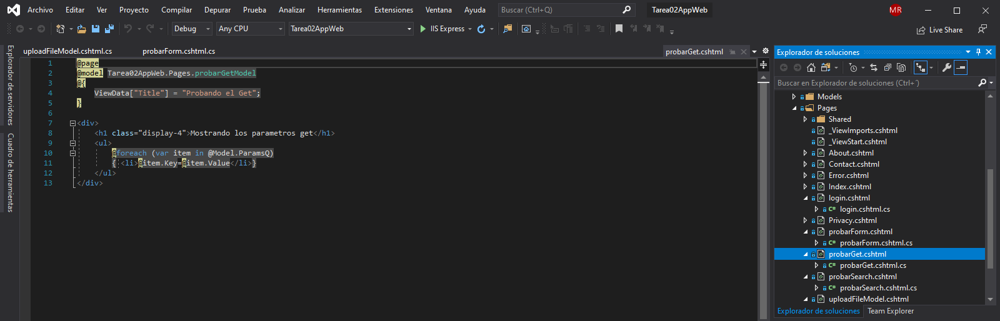 Archivo Editar Ver Proyecto Compilar Depurar Prueba Analizar Herramientas Extensiones Ventana Ayuda Buscar (Ctrl+Q) Tarea02AppWeb MR
Debug Any CPU Tarea02AppWeb IIS Express Live Share
Explorador de servidores
Cuadro de herramientas
uploadFileModel.cshtml.cs probarForm.cshtml.cs probarGet.cshtml
1 @page
2 @model Tarea02AppWeb.Pages.probarGetModel
3 @{
4 ViewData["Title"] = "Probando el Get";
5 }
6
7 <div>
8 <h1 class="display-4">Mostrando los parametros get</h1>
9 <ul>
10 @foreach (var item in @Model.ParamsQ)
11 { <li>@item.Key=@item.Value</li>}
12 </ul>
13 </div>
Explorador de soluciones
Buscar en Explorador de soluciones (Ctrl+´)
Models
Pages
Shared
_ViewImports.cshtml
_ViewStart.cshtml
About.cshtml
Contact.cshtml
Error.cshtml
Index.cshtml
login.cshtml
C# login.cshtml.cs
Privacy.cshtml
probarForm.cshtml
C# probarForm.cshtml.cs
probarGet.cshtml
C# probarGet.cshtml.cs
probarSearch.cshtml
C# probarSearch.cshtml.cs
uploadFileModel.cshtml
Explorador de soluciones Team Explorer